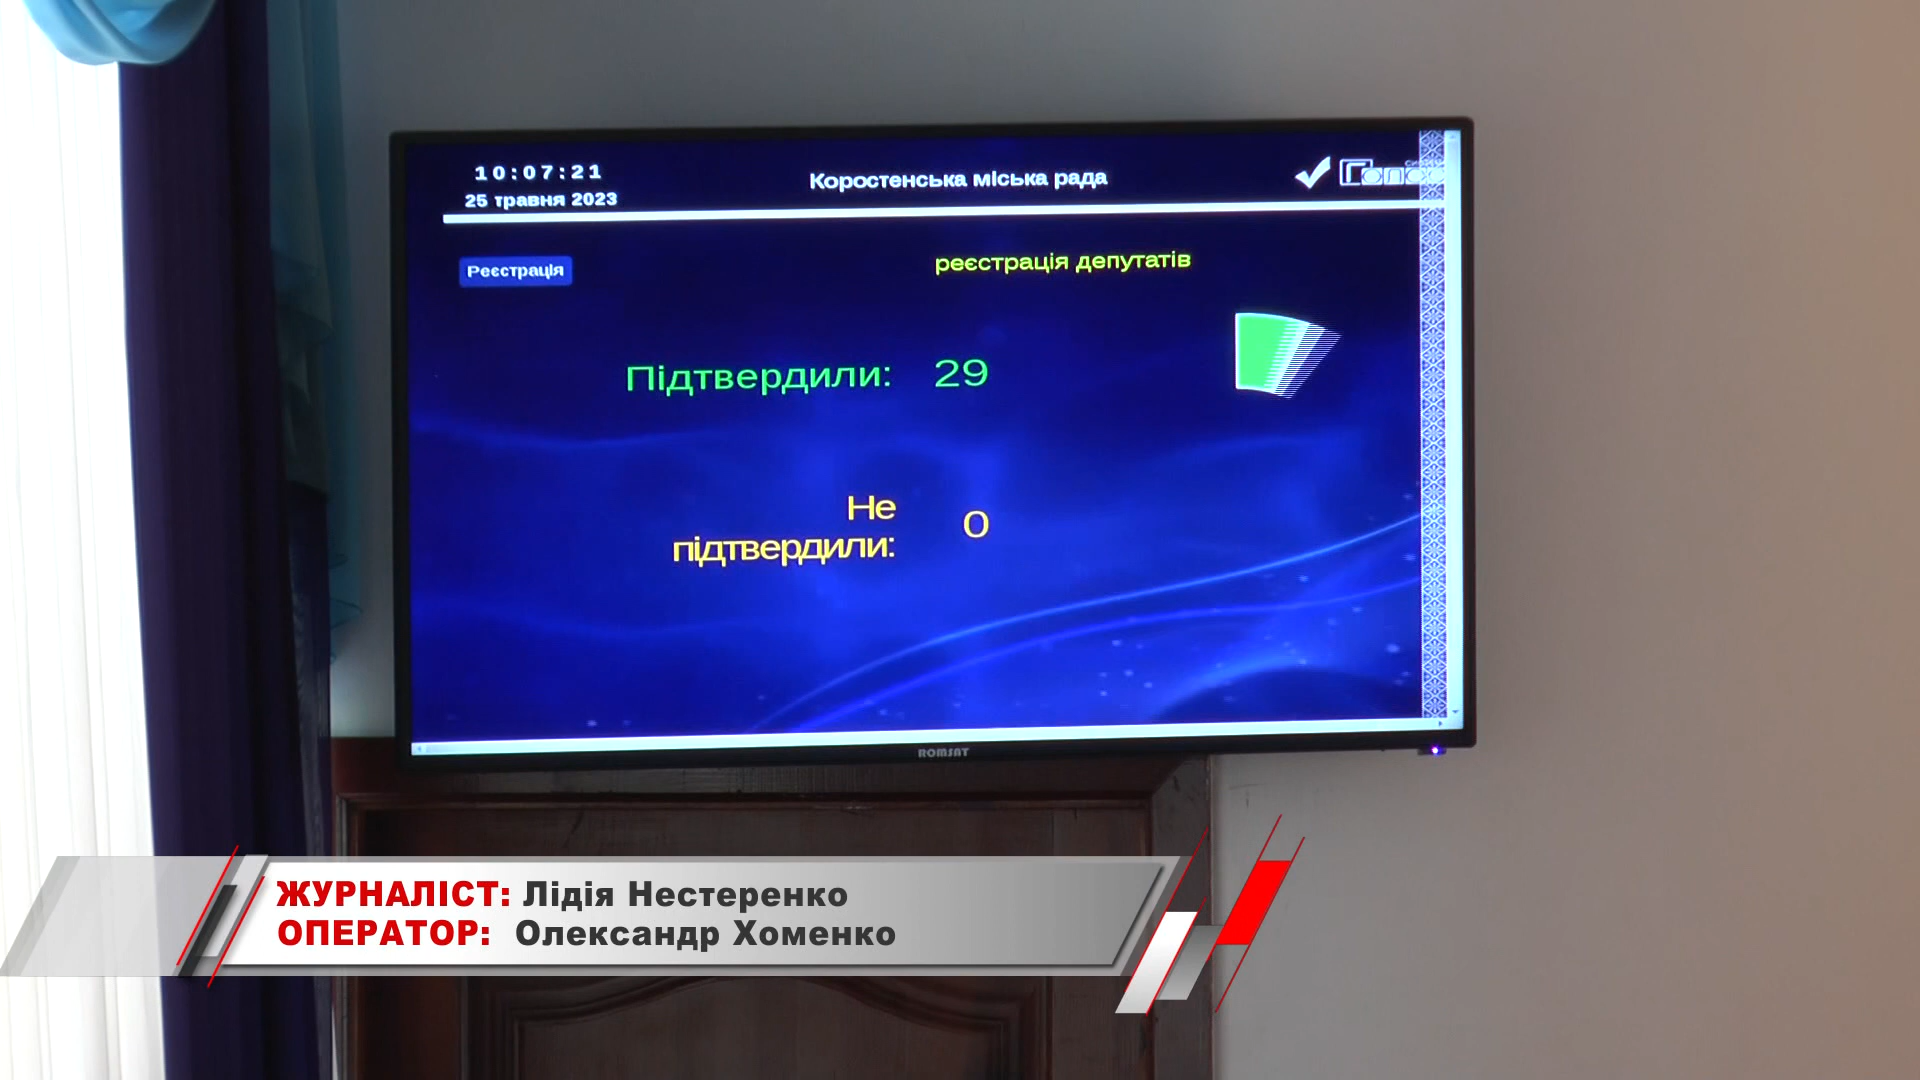 10:07:21
25 травня 2023
Коростенська міська рада
Голос
Реєстрація
реєстрація депутатів
Підтвердили: 29
Не
підтвердили: 0
ROMSAT
ЖУРНАЛІСТ: Лідія Нестеренко
ОПЕРАТОР: Олександр Хоменко